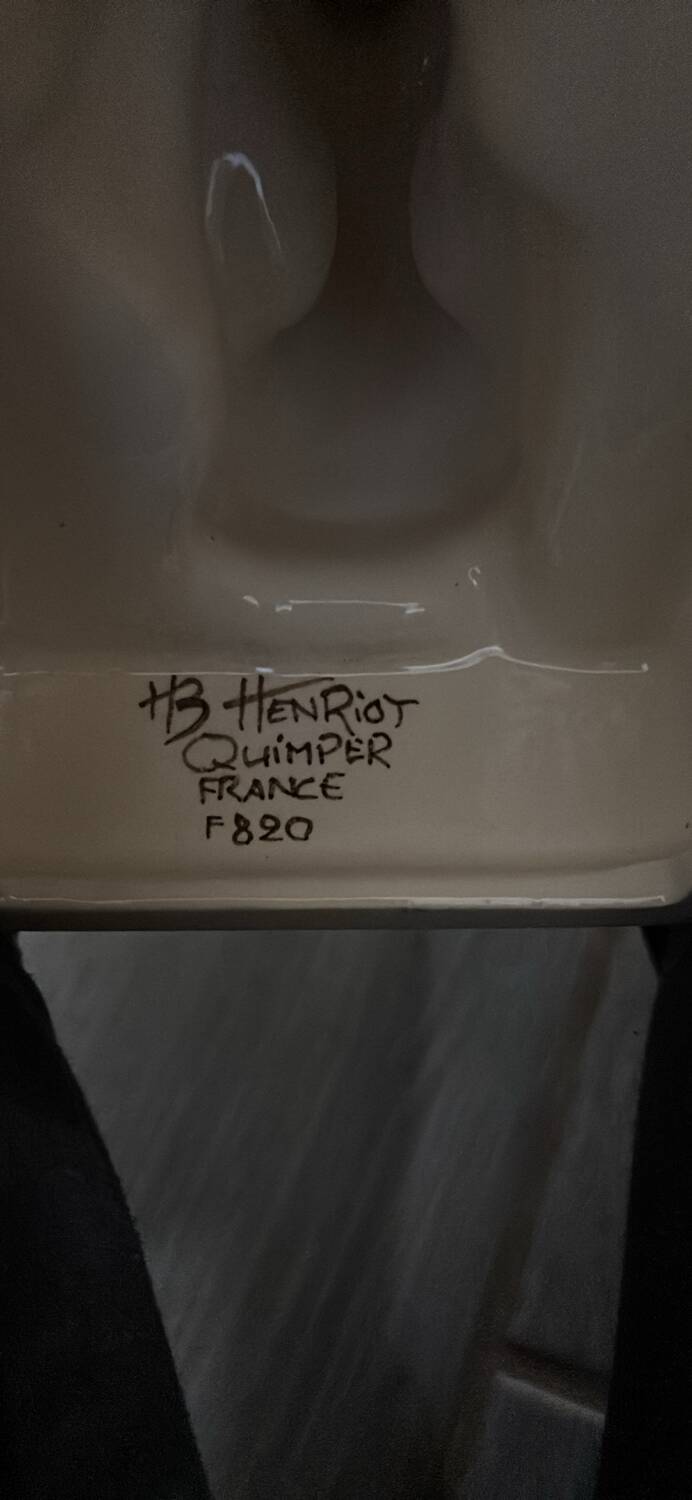 HB HENRiOT
QUiMPER
FRANCE
F820